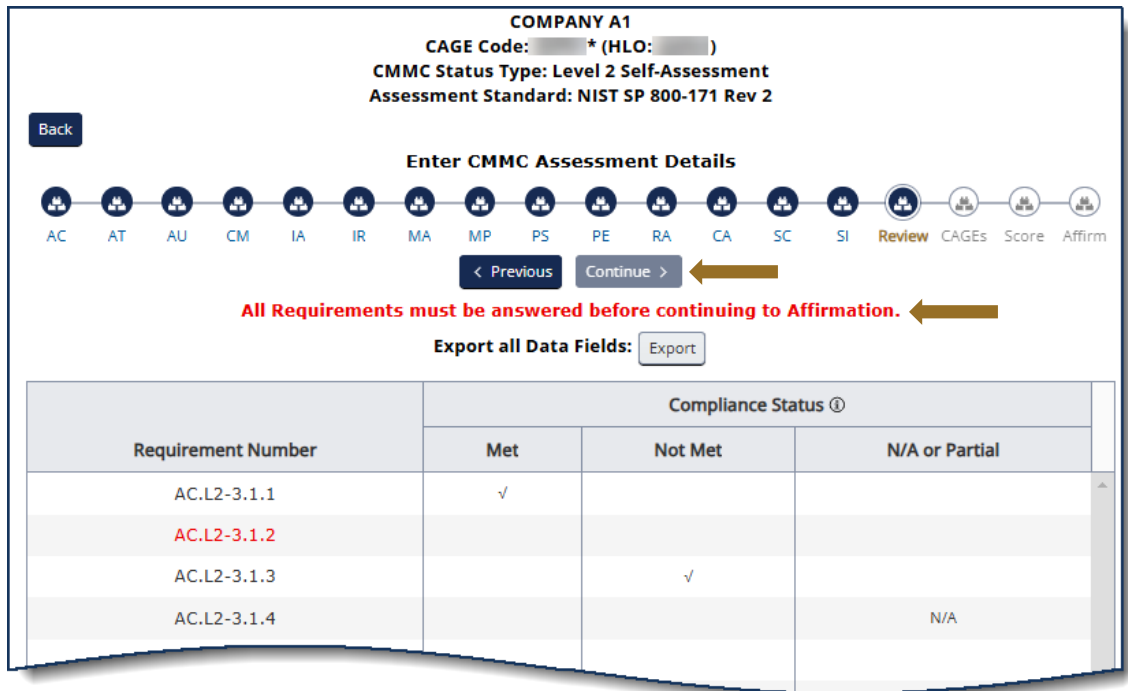 COMPANY A1
CAGE Code: * (HLO: )
CMMC Status Type: Level 2 Self-Assessment
Assessment Standard: NIST SP 800-171 Rev 2
Back
Enter CMMC Assessment Details
AC AT AU CM IA IR MA MP PS PE RA CA SC SI Review CAGEs Score Affirm
< Previous Continue >
All Requirements must be answered before continuing to Affirmation.
Export all Data Fields: Export
Compliance Status ⓘ
Requirement Number Met Not Met N/A or Partial
AC.L2-3.1.1 √
AC.L2-3.1.2
AC.L2-3.1.3 √
AC.L2-3.1.4 N/A